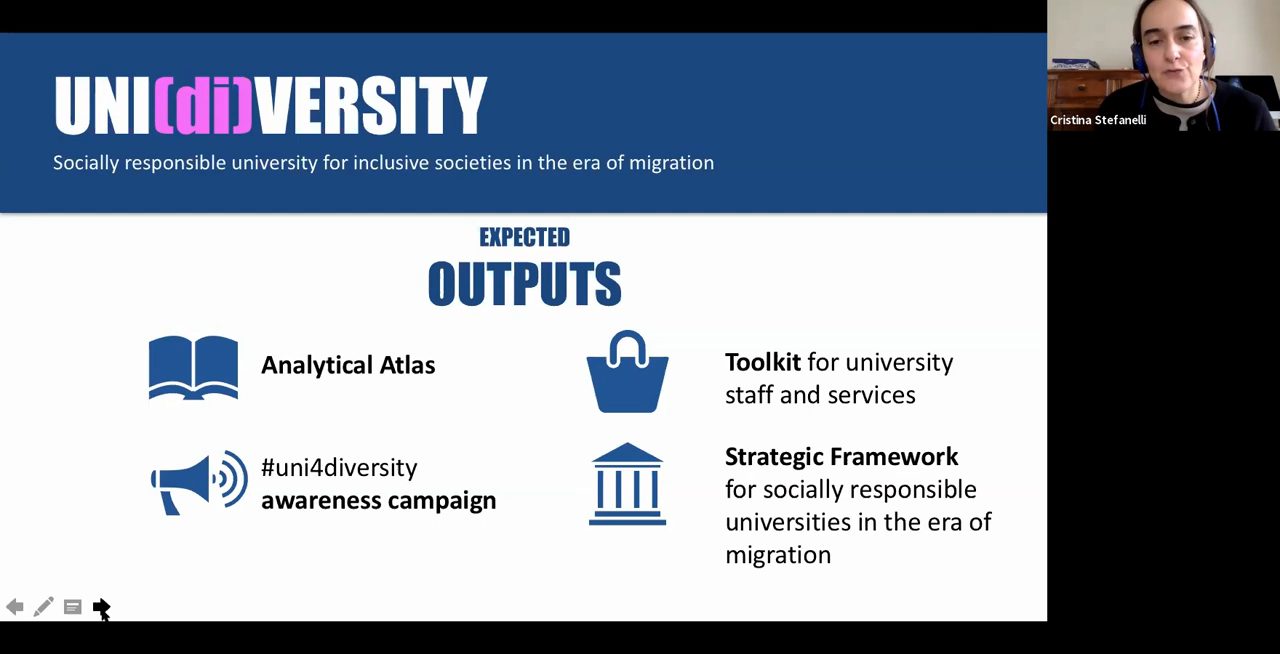 UNI(di)VERSITY
Socially responsible university for inclusive societies in the era of migration
Cristina Stefanelli
EXPECTED
OUTPUTS
Analytical Atlas
#uni4diversity
awareness campaign
Toolkit for university
staff and services
Strategic Framework
for socially responsible
universities in the era of
migration